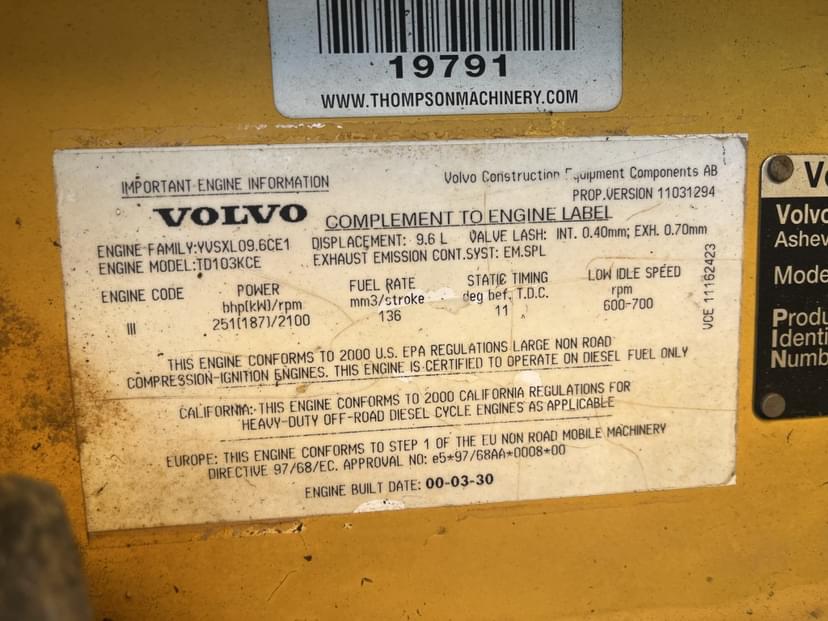 19791
WWW.THOMPSONMACHINERY.COM
IMPORTANT ENGINE INFORMATION
Volvo Construction Equipment Components AB
PROP.VERSION 11031294
VOLVO
COMPLEMENT TO ENGINE LABEL
ENGINE FAMILY:YVSXL09.6CE1 DISPLACEMENT: 9.6 L VALVE LASH: INT. 0.40mm; EXH. 0.70mm
ENGINE MODEL:TD103KCE EXHAUST EMISSION CONT.SYST: EM.SPL
ENGINE CODE POWER FUEL RATE STATIC TIMING LOW IDLE SPEED
bhp(kW)/rpm mm3/stroke deg bef. T.D.C. rpm
III 251(187)/2100 136 11 600-700
VCE 11162423
THIS ENGINE CONFORMS TO 2000 U.S. EPA REGULATIONS LARGE NON ROAD
COMPRESSION-IGNITION ENGINES. THIS ENGINE IS CERTIFIED TO OPERATE ON DIESEL FUEL ONLY
CALIFORNIA: THIS ENGINE CONFORMS TO 2000 CALIFORNIA REGULATIONS FOR
HEAVY-DUTY OFF-ROAD DIESEL CYCLE ENGINES AS APPLICABLE
EUROPE: THIS ENGINE CONFORMS TO STEP 1 OF THE EU NON ROAD MOBILE MACHINERY
DIRECTIVE 97/68/EC. APPROVAL NO: e5*97/68AA*0008*00
ENGINE BUILT DATE: 00-03-30
Vo
Volvo
Ashev
Mode
Produ
Identi
Numb